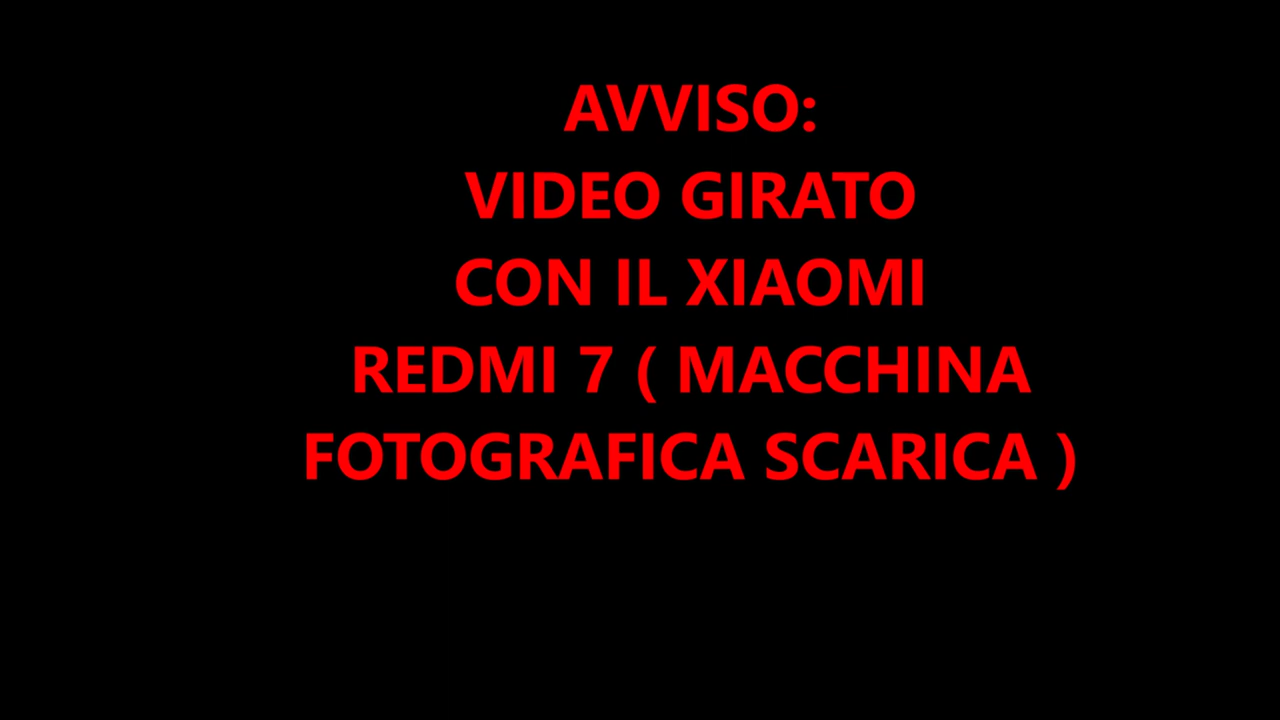 AVVISO:
VIDEO GIRATO
CON IL XIAOMI
REDMI 7 ( MACCHINA
FOTOGRAFICA SCARICA )